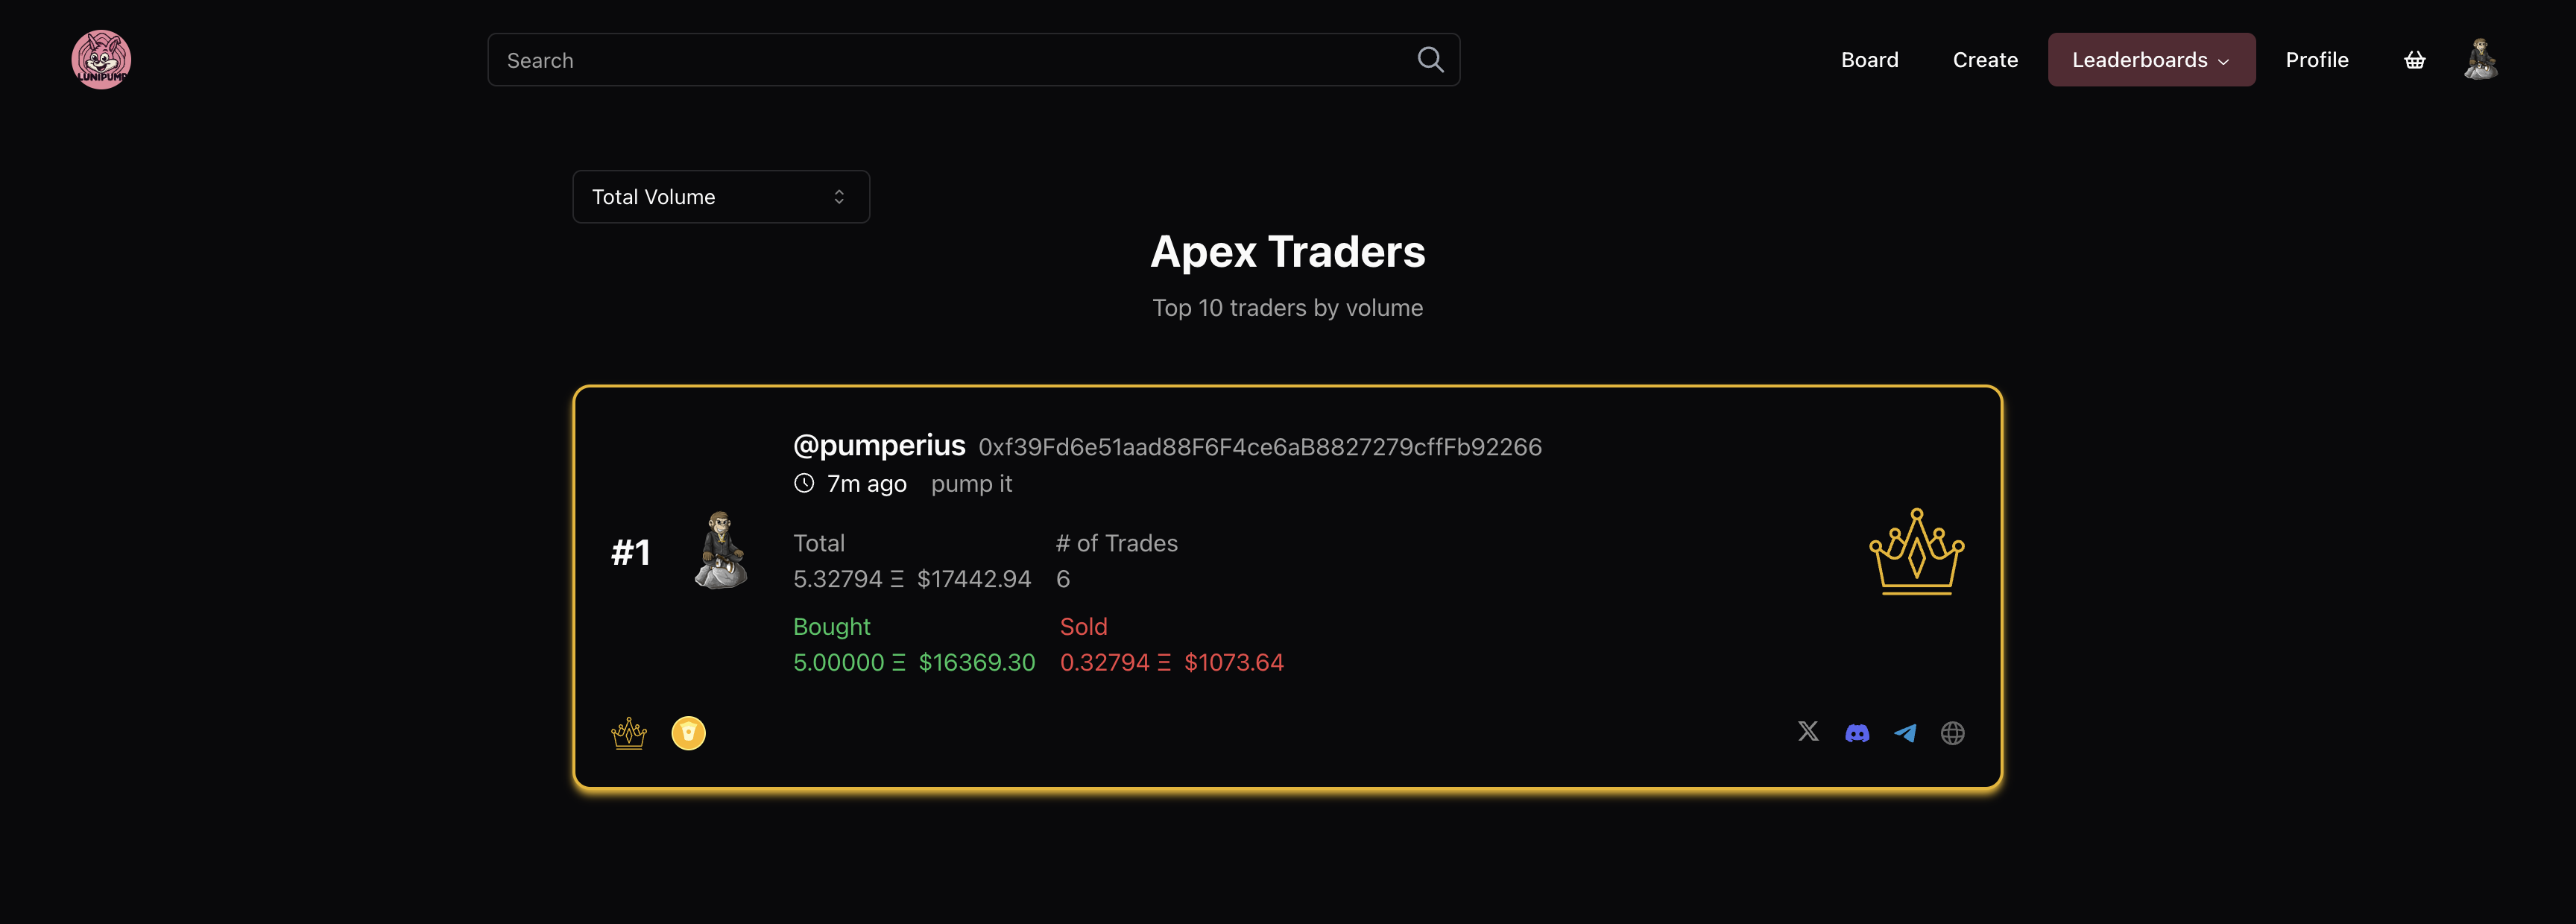 LUNIPUMP
Search
Board Create Leaderboards Profile
Total Volume
Apex Traders
Top 10 traders by volume
@pumperius 0xf39Fd6e51aad88F6F4ce6aB8827279cffFb92266
7m ago pump it
#1
Total # of Trades
5.32794 Ξ $17442.94 6
Bought Sold
5.00000 Ξ $16369.30 0.32794 Ξ $1073.64